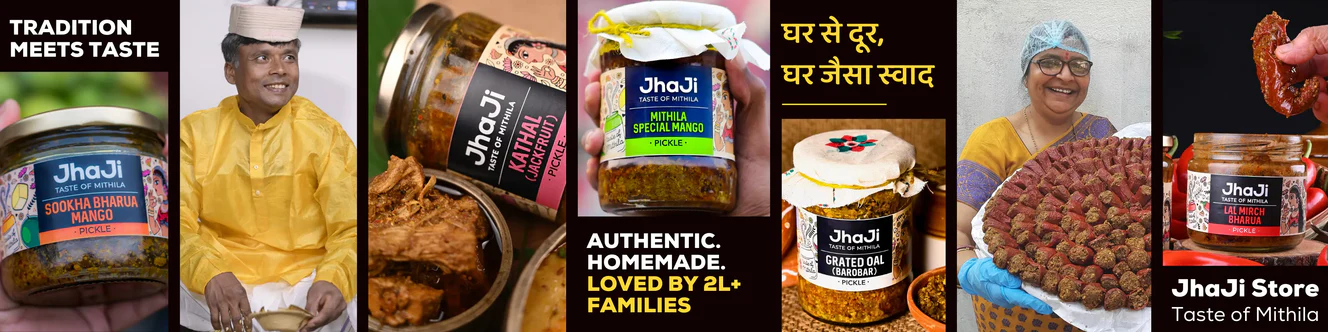 TRADITION
MEETS TASTE
JhaJi
TASTE OF MITHILA
SOOKHA BHARUA
MANGO
· PICKLE ·
JhaJi
TASTE OF MITHILA
KATHAL
(JACKFRUIT)
· PICKLE ·
JhaJi
TASTE OF MITHILA
MITHILA
SPECIAL MANGO
· PICKLE ·
AUTHENTIC.
HOMEMADE.
LOVED BY 2L+
FAMILIES
घर से दूर,
घर जैसा स्वाद
JhaJi
TASTE OF MITHILA
GRATED OAL
(BAROBAR)
· PICKLE ·
JhaJi
TASTE OF MITHILA
LAL MIRCH
BHARUA
· PICKLE ·
JhaJi Store
Taste of Mithila